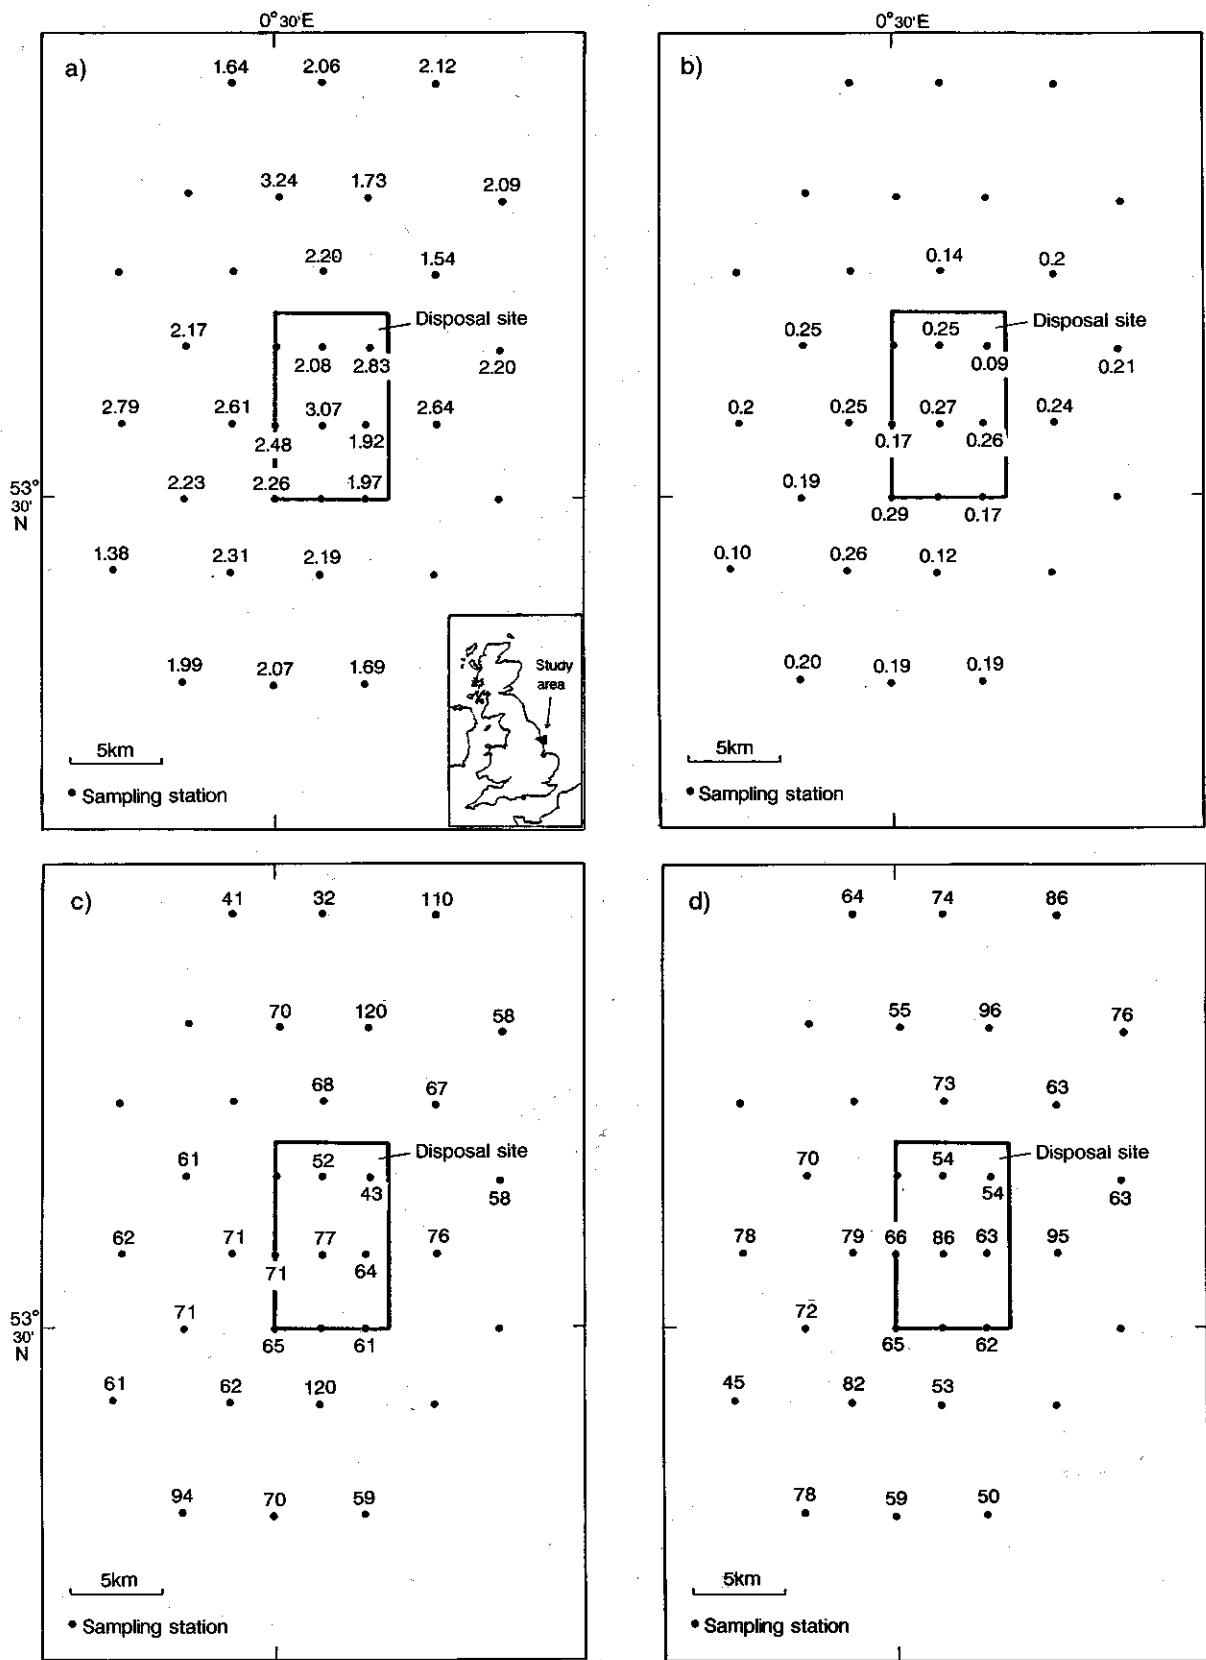 0°30'E
a)
1.64 2.06 2.12
3.24 1.73 2.09
2.20 1.54
Disposal site
2.17 2.08 2.83 2.20
2.79 2.61 3.07 2.64
2.48 1.92
53°
30'
N
2.23 2.26 1.97
1.38 2.31 2.19
1.99 2.07 1.69
Study
area
5km
Sampling station
0°30'E
b)
0.14 0.2
Disposal site
0.25 0.25 0.09 0.21
0.2 0.25 0.27 0.24
0.17 0.26
0.19
0.29 0.17
0.10 0.26 0.12
0.20 0.19 0.19
5km
Sampling station
c)
41 32 110
70 120 58
68 67
Disposal site
61 52 43 58
62 71 77 76
71 64
53°
30'
N
71
65 61
61 62 120
94 70 59
5km
Sampling station
d)
64 74 86
55 96 76
73 63
Disposal site
70 54 54 63
78 79 66 86 63 95
72
65 62
45 82 53
78 59 50
5km
Sampling station